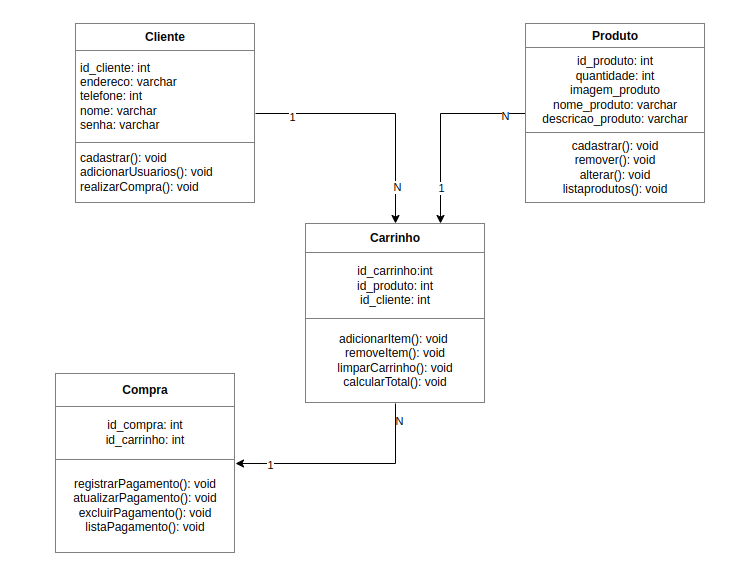 Cliente
id_cliente: int
endereco: varchar
telefone: int
nome: varchar
senha: varchar
cadastrar(): void
adicionarUsuarios(): void
realizarCompra(): void
Produto
id_produto: int
quantidade: int
imagem_produto
nome_produto: varchar
descricao_produto: varchar
cadastrar(): void
remover(): void
alterar(): void
listaprodutos(): void
1
N
N
1
Carrinho
id_carrinho:int
id_produto: int
id_cliente: int
adicionarItem(): void
removeItem(): void
limparCarrinho(): void
calcularTotal(): void
N
1
Compra
id_compra: int
id_carrinho: int
registrarPagamento(): void
atualizarPagamento(): void
excluirPagamento(): void
listaPagamento(): void